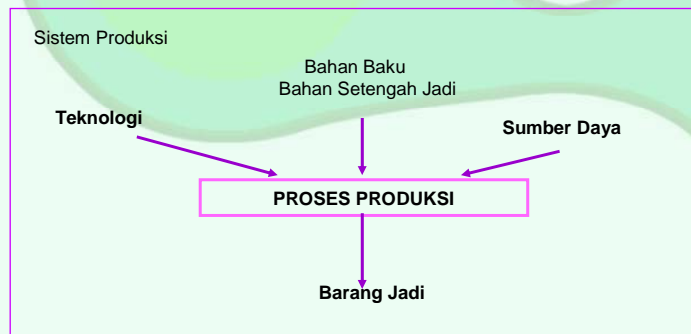 Sistem Produksi
Bahan Baku
Bahan Setengah Jadi
Teknologi
Sumber Daya
PROSES PRODUKSI
Barang Jadi